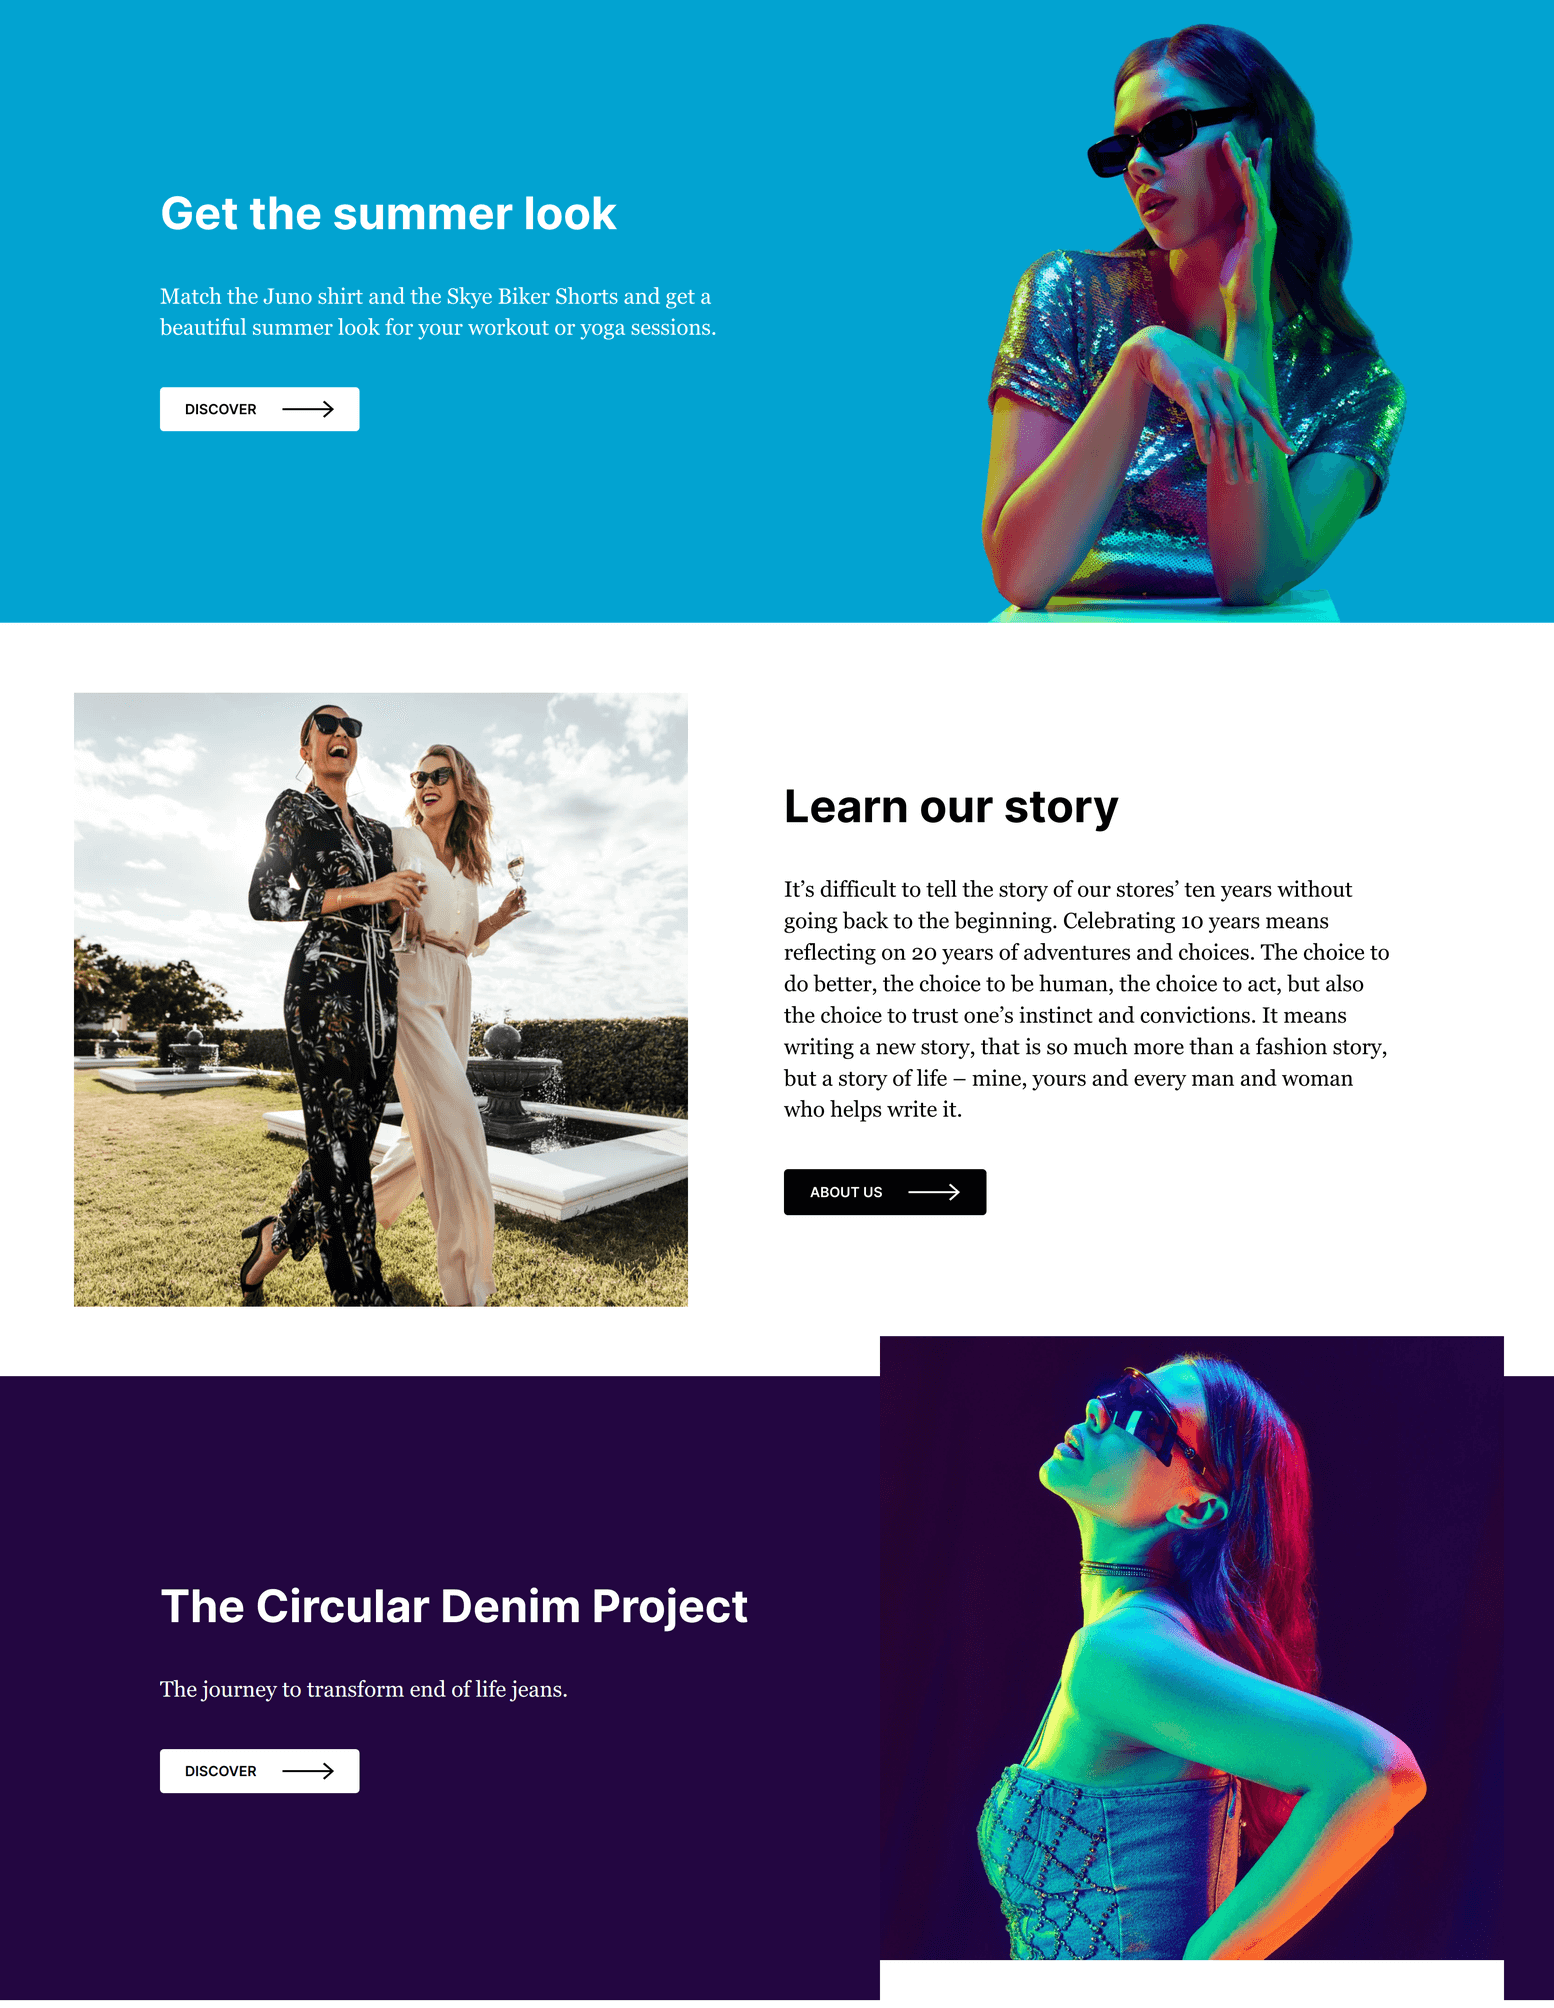 Get the summer look
Match the Juno shirt and the Skye Biker Shorts and get a
beautiful summer look for your workout or yoga sessions.
DISCOVER
Learn our story
It’s difficult to tell the story of our stores’ ten years without
going back to the beginning. Celebrating 10 years means
reflecting on 20 years of adventures and choices. The choice to
do better, the choice to be human, the choice to act, but also
the choice to trust one’s instinct and convictions. It means
writing a new story, that is so much more than a fashion story,
but a story of life – mine, yours and every man and woman
who helps write it.
ABOUT US
The Circular Denim Project
The journey to transform end of life jeans.
DISCOVER